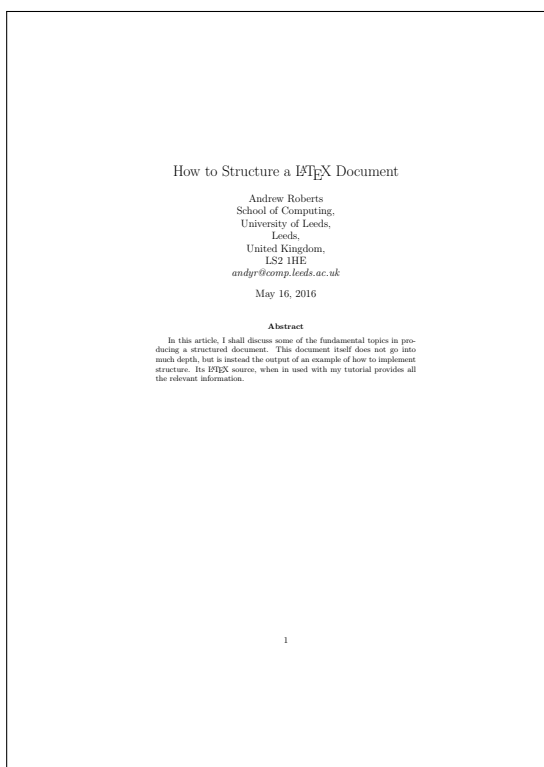 How to Structure a LATEX Document
Andrew Roberts
School of Computing,
University of Leeds,
Leeds,
United Kingdom,
LS2 1HE
andyr@comp.leeds.ac.uk
May 16, 2016
Abstract
In this article, I shall discuss some of the fundamental topics in pro-
ducing a structured document. This document itself does not go into
much depth, but is instead the output of an example of how to implement
structure. Its LATEX source, when in used with my tutorial provides all
the relevant information.
1